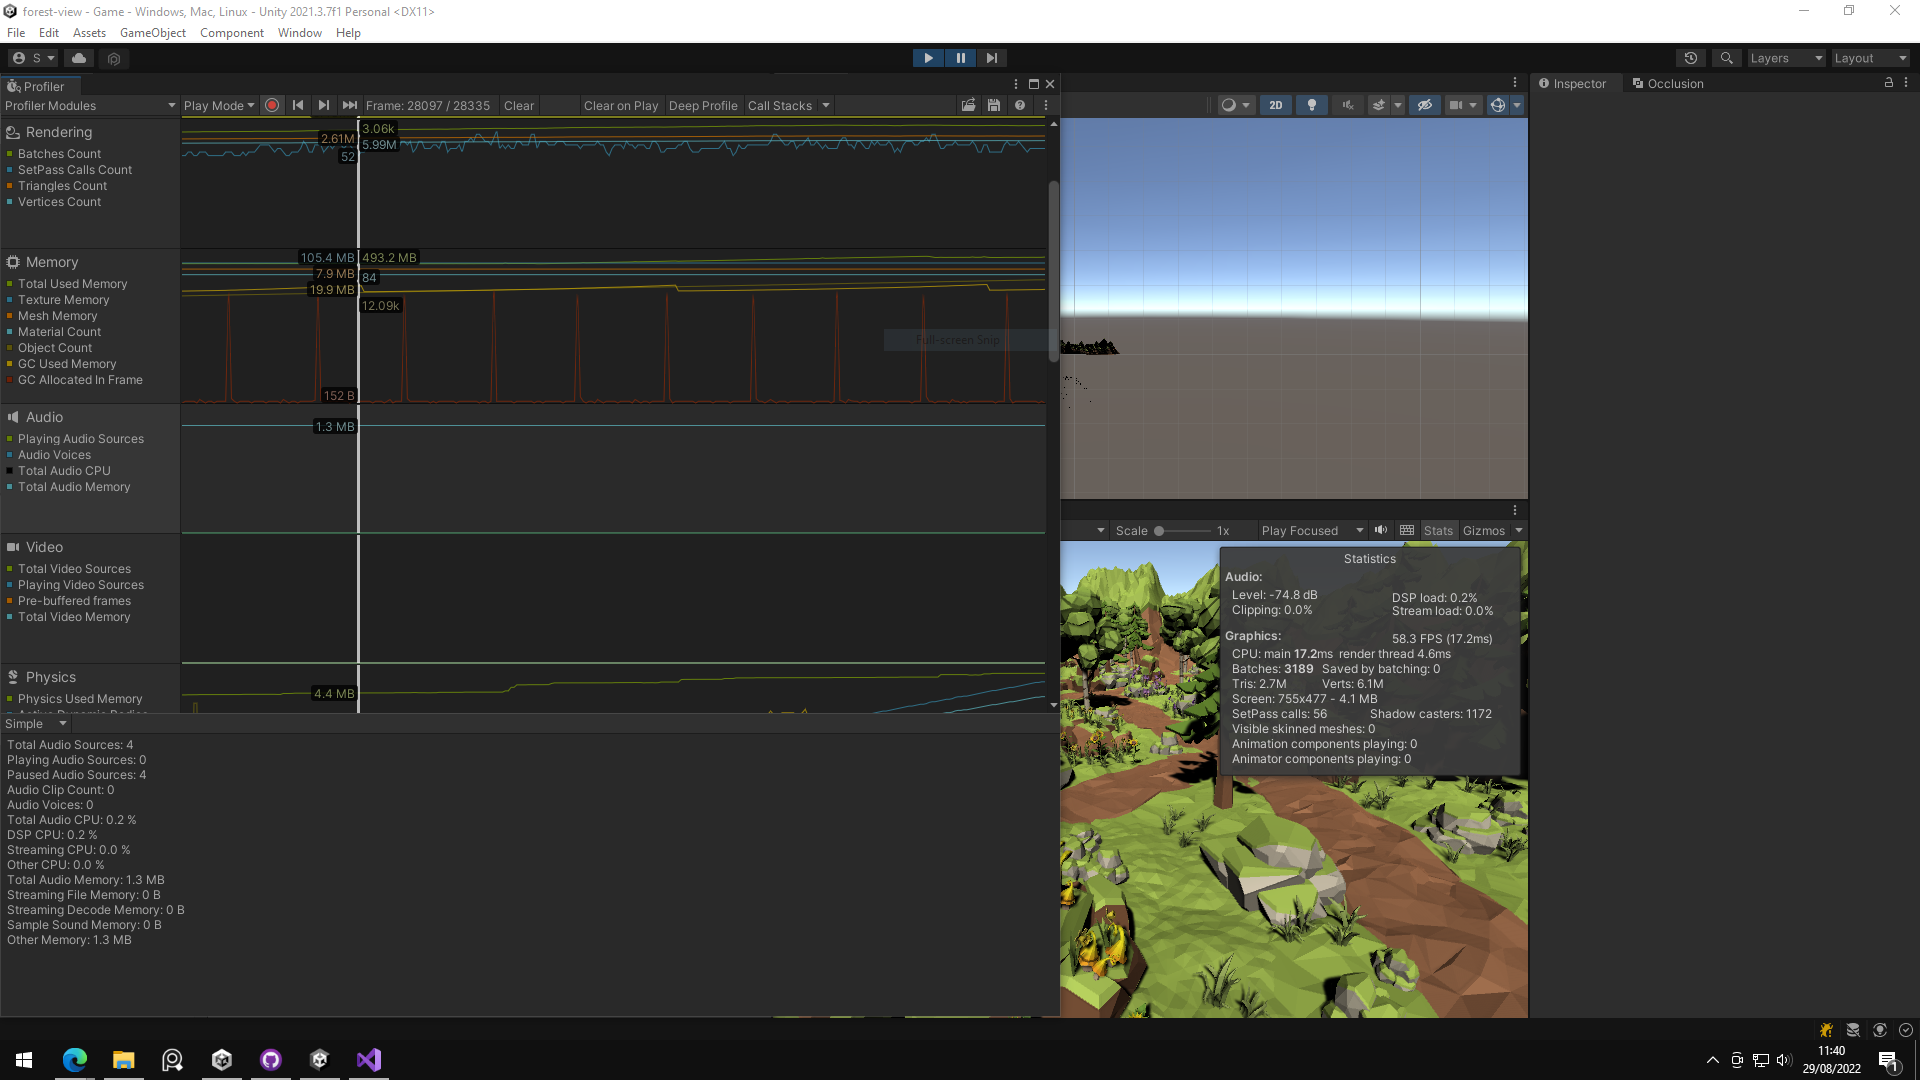 forest-view - Game - Windows, Mac, Linux - Unity 2021.3.7f1 Personal <DX11>
File Edit Assets GameObject Component Window Help
S
Layers Layout
Profiler
Profiler Modules Play Mode Frame: 28097 / 28335 Clear Clear on Play Deep Profile Call Stacks
Rendering
Batches Count
SetPass Calls Count
Triangles Count
Vertices Count
3.06k
2.61M
5.99M
52
Memory
Total Used Memory
Texture Memory
Mesh Memory
Material Count
Object Count
GC Used Memory
GC Allocated In Frame
105.4 MB 493.2 MB
7.9 MB 84
19.9 MB
12.09k
Full-screen Snip
152 B
Audio
Playing Audio Sources
Audio Voices
Total Audio CPU
Total Audio Memory
1.3 MB
Video
Total Video Sources
Playing Video Sources
Pre-buffered frames
Total Video Memory
Physics
Physics Used Memory
4.4 MB
Simple
Total Audio Sources: 4
Playing Audio Sources: 0
Paused Audio Sources: 4
Audio Clip Count: 0
Audio Voices: 0
Total Audio CPU: 0.2 %
DSP CPU: 0.2 %
Streaming CPU: 0.0 %
Other CPU: 0.0 %
Total Audio Memory: 1.3 MB
Streaming File Memory: 0 B
Streaming Decode Memory: 0 B
Sample Sound Memory: 0 B
Other Memory: 1.3 MB
2D
Scale 1x Play Focused Stats Gizmos
Statistics
Audio:
Level: -74.8 dB DSP load: 0.2%
Clipping: 0.0% Stream load: 0.0%
Graphics: 58.3 FPS (17.2ms)
CPU: main 17.2ms render thread 4.6ms
Batches: 3189 Saved by batching: 0
Tris: 2.7M Verts: 6.1M
Screen: 755x477 - 4.1 MB
SetPass calls: 56 Shadow casters: 1172
Visible skinned meshes: 0
Animation components playing: 0
Animator components playing: 0
Inspector Occlusion
11:40
29/08/2022
1